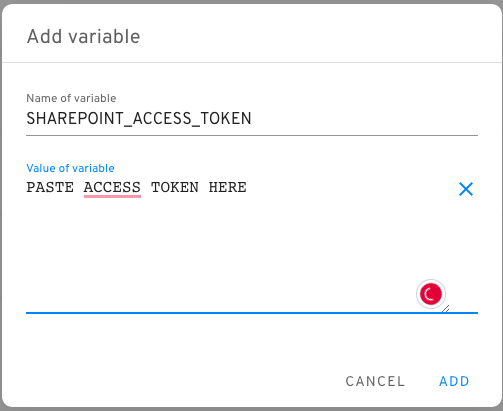 Add variable
Name of variable
SHAREPOINT_ACCESS_TOKEN
Value of variable
PASTE ACCESS TOKEN HERE
CANCEL ADD